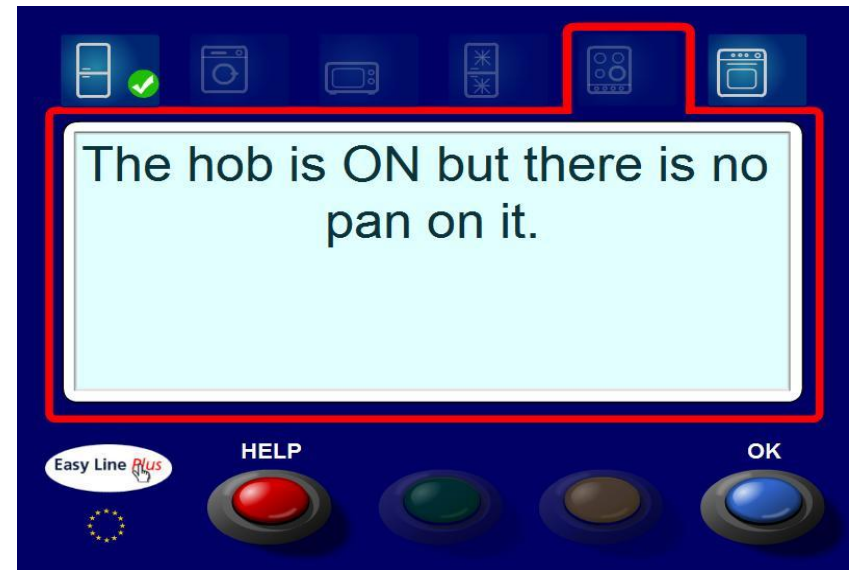 The hob is ON but there is no
pan on it.
HELP
OK
Easy Line Plus